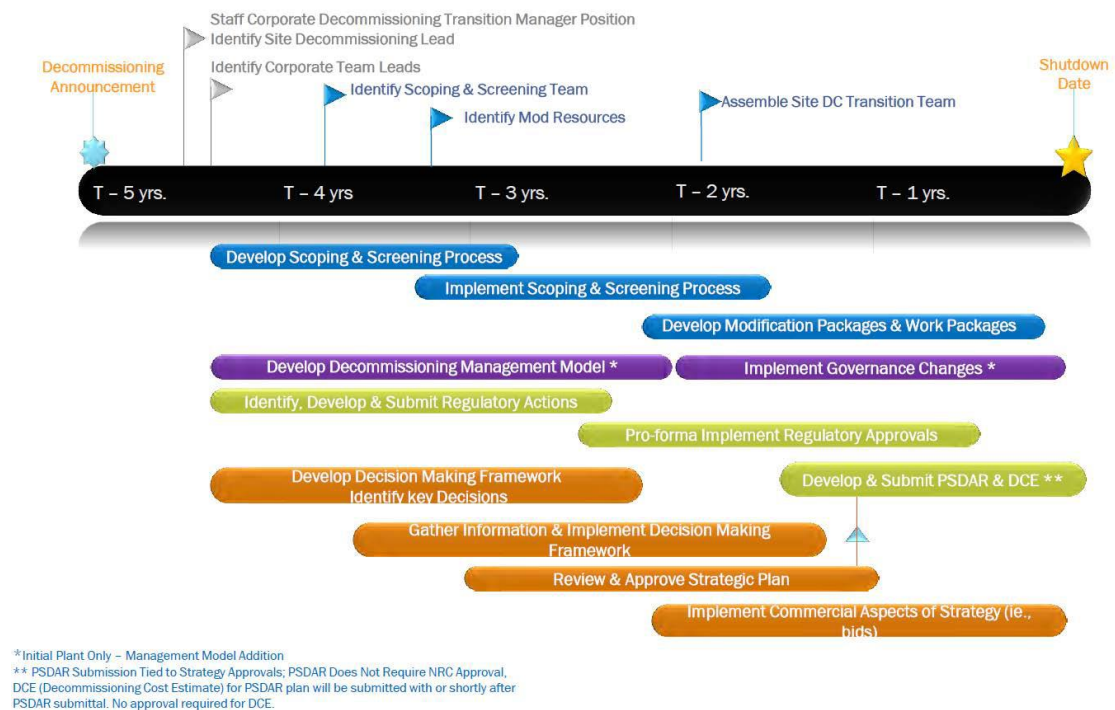 Staff Corporate Decommissioning Transition Manager Position
Identify Site Decommissioning Lead
Decommissioning
Announcement
Identify Corporate Team Leads
Identify Scoping & Screening Team
Identify Mod Resources
Assemble Site DC Transition Team
Shutdown
Date
T – 5 yrs.
T – 4 yrs
T – 3 yrs.
T – 2 yrs.
T – 1 yrs.
Develop Scoping & Screening Process
Implement Scoping & Screening Process
Develop Modification Packages & Work Packages
Develop Decommissioning Management Model *
Implement Governance Changes *
Identify, Develop & Submit Regulatory Actions
Pro-forma Implement Regulatory Approvals
Develop Decision Making Framework
Identify key Decisions
Develop & Submit PSDAR & DCE **
Gather Information & Implement Decision Making
Framework
Review & Approve Strategic Plan
Implement Commercial Aspects of Strategy (ie.,
bids)
*Initial Plant Only – Management Model Addition
** PSDAR Submission Tied to Strategy Approvals; PSDAR Does Not Require NRC Approval,
DCE (Decommissioning Cost Estimate) for PSDAR plan will be submitted with or shortly after
PSDAR submittal. No approval required for DCE.